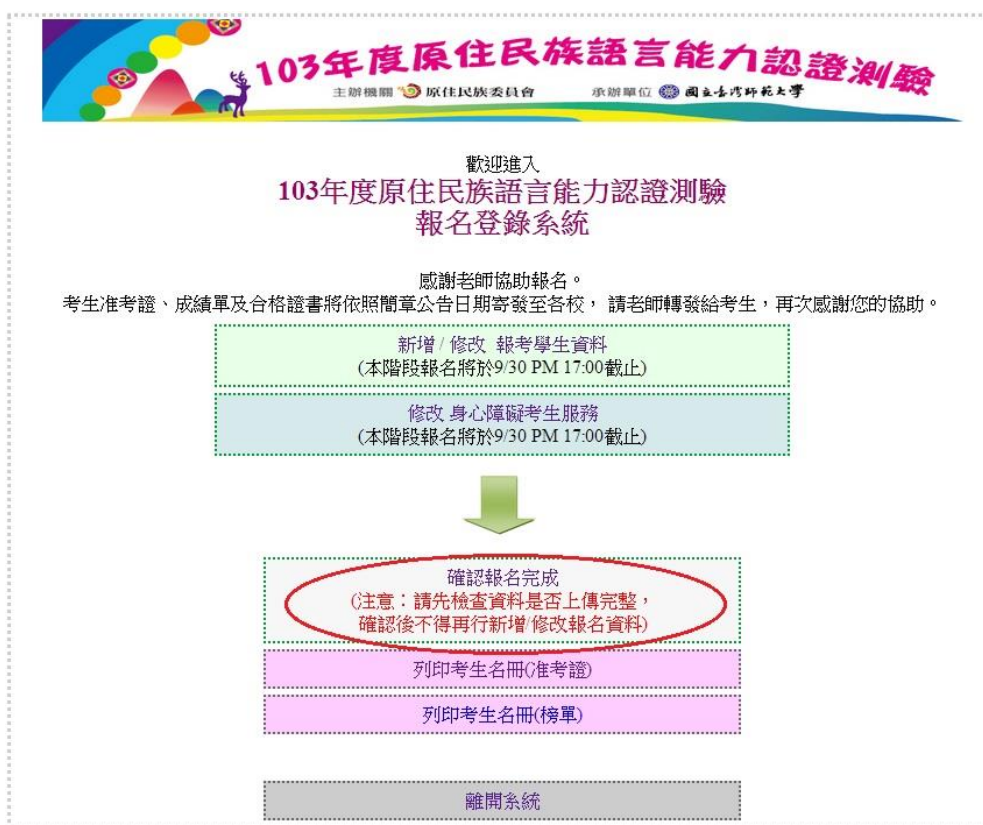 103年度原住民族語言能力認證測驗
主辦機關 原住民族委員會 承辦單位 國立臺灣師範大學
歡迎進入
103年度原住民族語言能力認證測驗
報名登錄系統
感謝老師協助報名。
考生准考證、成績單及合格證書將依照簡章公告日期寄發至各校， 請老師轉發給考生，再次感謝您的協助。
新增 / 修改 報考學生資料
(本階段報名將於9/30 PM 17:00截止)
修改 身心障礙考生服務
(本階段報名將於9/30 PM 17:00截止)
確認報名完成
(注意：請先檢查資料是否上傳完整，
確認後不得再行新增/修改報名資料)
列印考生名冊(准考證)
列印考生名冊(榜單)
離開系統